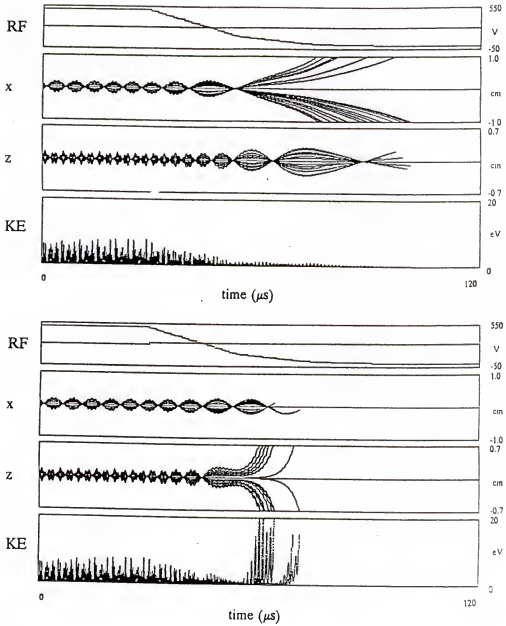 RF
550
V
-50
x
1.0
cm
-1.0
z
0.7
cm
-0.7
KE
20
eV
0
0
120
time (μs)
RF
550
V
-50
x
1.0
cm
-1.0
z
0.7
cm
-0.7
KE
20
eV
0
0
120
time (μs)